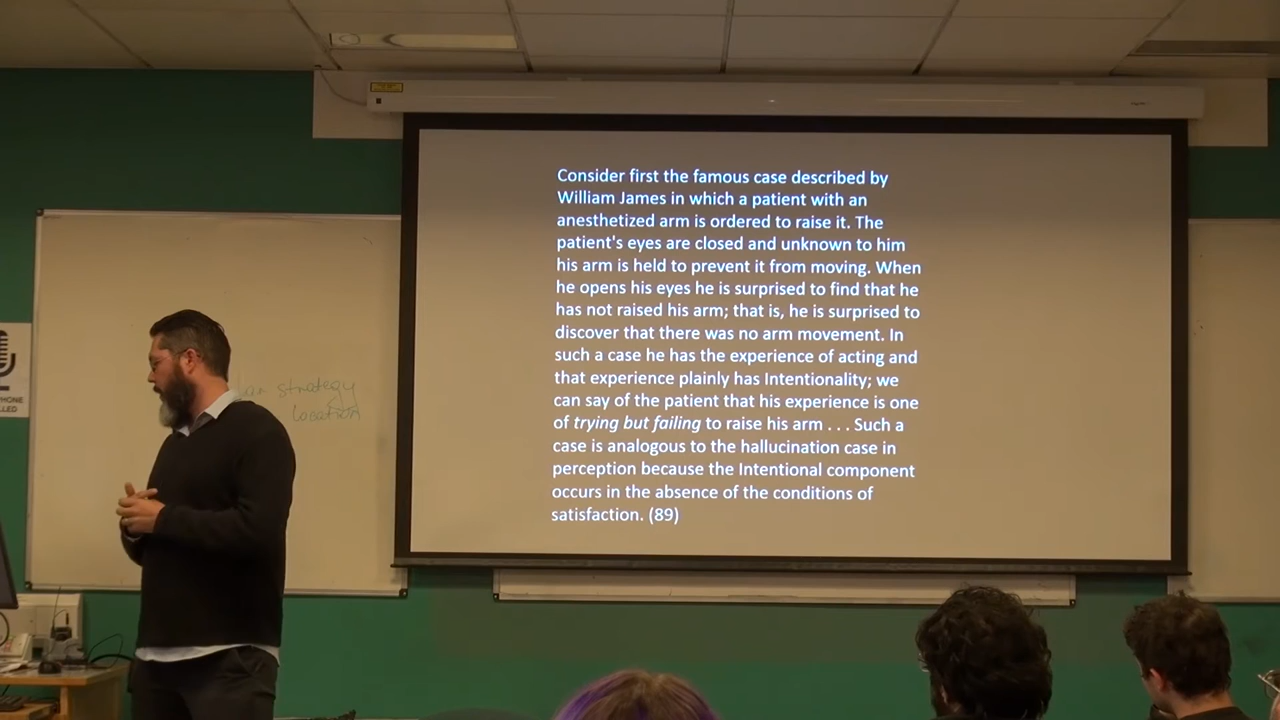 Consider first the famous case described by
William James in which a patient with an
anesthetized arm is ordered to raise it. The
patient's eyes are closed and unknown to him
his arm is held to prevent it from moving. When
he opens his eyes he is surprised to find that he
has not raised his arm; that is, he is surprised to
discover that there was no arm movement. In
such a case he has the experience of acting and
that experience plainly has Intentionality; we
can say of the patient that his experience is one
of trying but failing to raise his arm . . . Such a
case is analogous to the hallucination case in
perception because the Intentional component
occurs in the absence of the conditions of
satisfaction. (89)
strategy